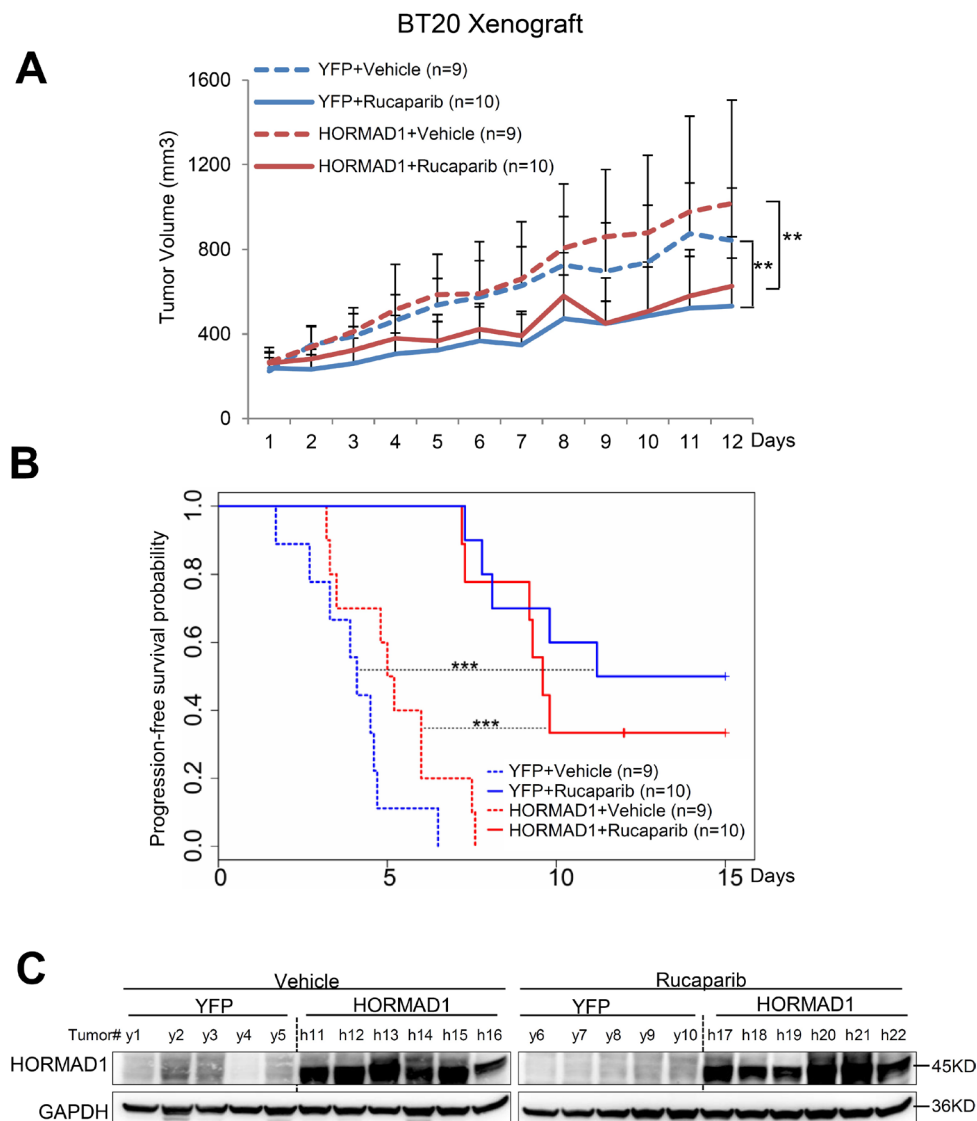 BT20 Xenograft
A
Tumor Volume (mm3)
1600
1200
800
400
0
YFP+Vehicle (n=9)
YFP+Rucaparib (n=10)
HORMAD1+Vehicle (n=9)
HORMAD1+Rucaparib (n=10)
**
**
1 2 3 4 5 6 7 8 9 10 11 12 Days
B
Progression-free survival probability
1.0
0.8
0.6
0.4
0.2
0.0
***
***
YFP+Vehicle (n=9)
YFP+Rucaparib (n=10)
HORMAD1+Vehicle (n=9)
HORMAD1+Rucaparib (n=10)
0 5 10 15 Days
C
Vehicle Rucaparib
YFP HORMAD1 YFP HORMAD1
Tumor# y1 y2 y3 y4 y5 h11 h12 h13 h14 h15 h16 y6 y7 y8 y9 y10 h17 h18 h19 h20 h21 h22
HORMAD1 45KD
GAPDH 36KD